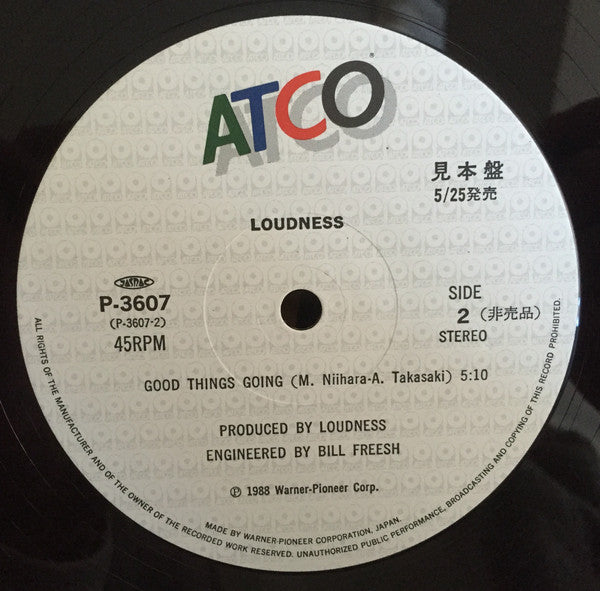 ATCO®
見本盤
5/25発売
LOUDNESS
JASRAC
P-3607
(P-3607-2)
45RPM
SIDE
2 (非売品)
STEREO
GOOD THINGS GOING (M. Niihara-A. Takasaki) 5:10
PRODUCED BY LOUDNESS
ENGINEERED BY BILL FREESH
℗ 1988 Warner-Pioneer Corp.
MADE BY WARNER-PIONEER CORPORATION, JAPAN.
ALL RIGHTS OF THE MANUFACTURER AND OF THE OWNER OF THE RECORDED WORK RESERVED. UNAUTHORIZED PUBLIC PERFORMANCE, BROADCASTING AND COPYING OF THIS RECORD PROHIBITED.